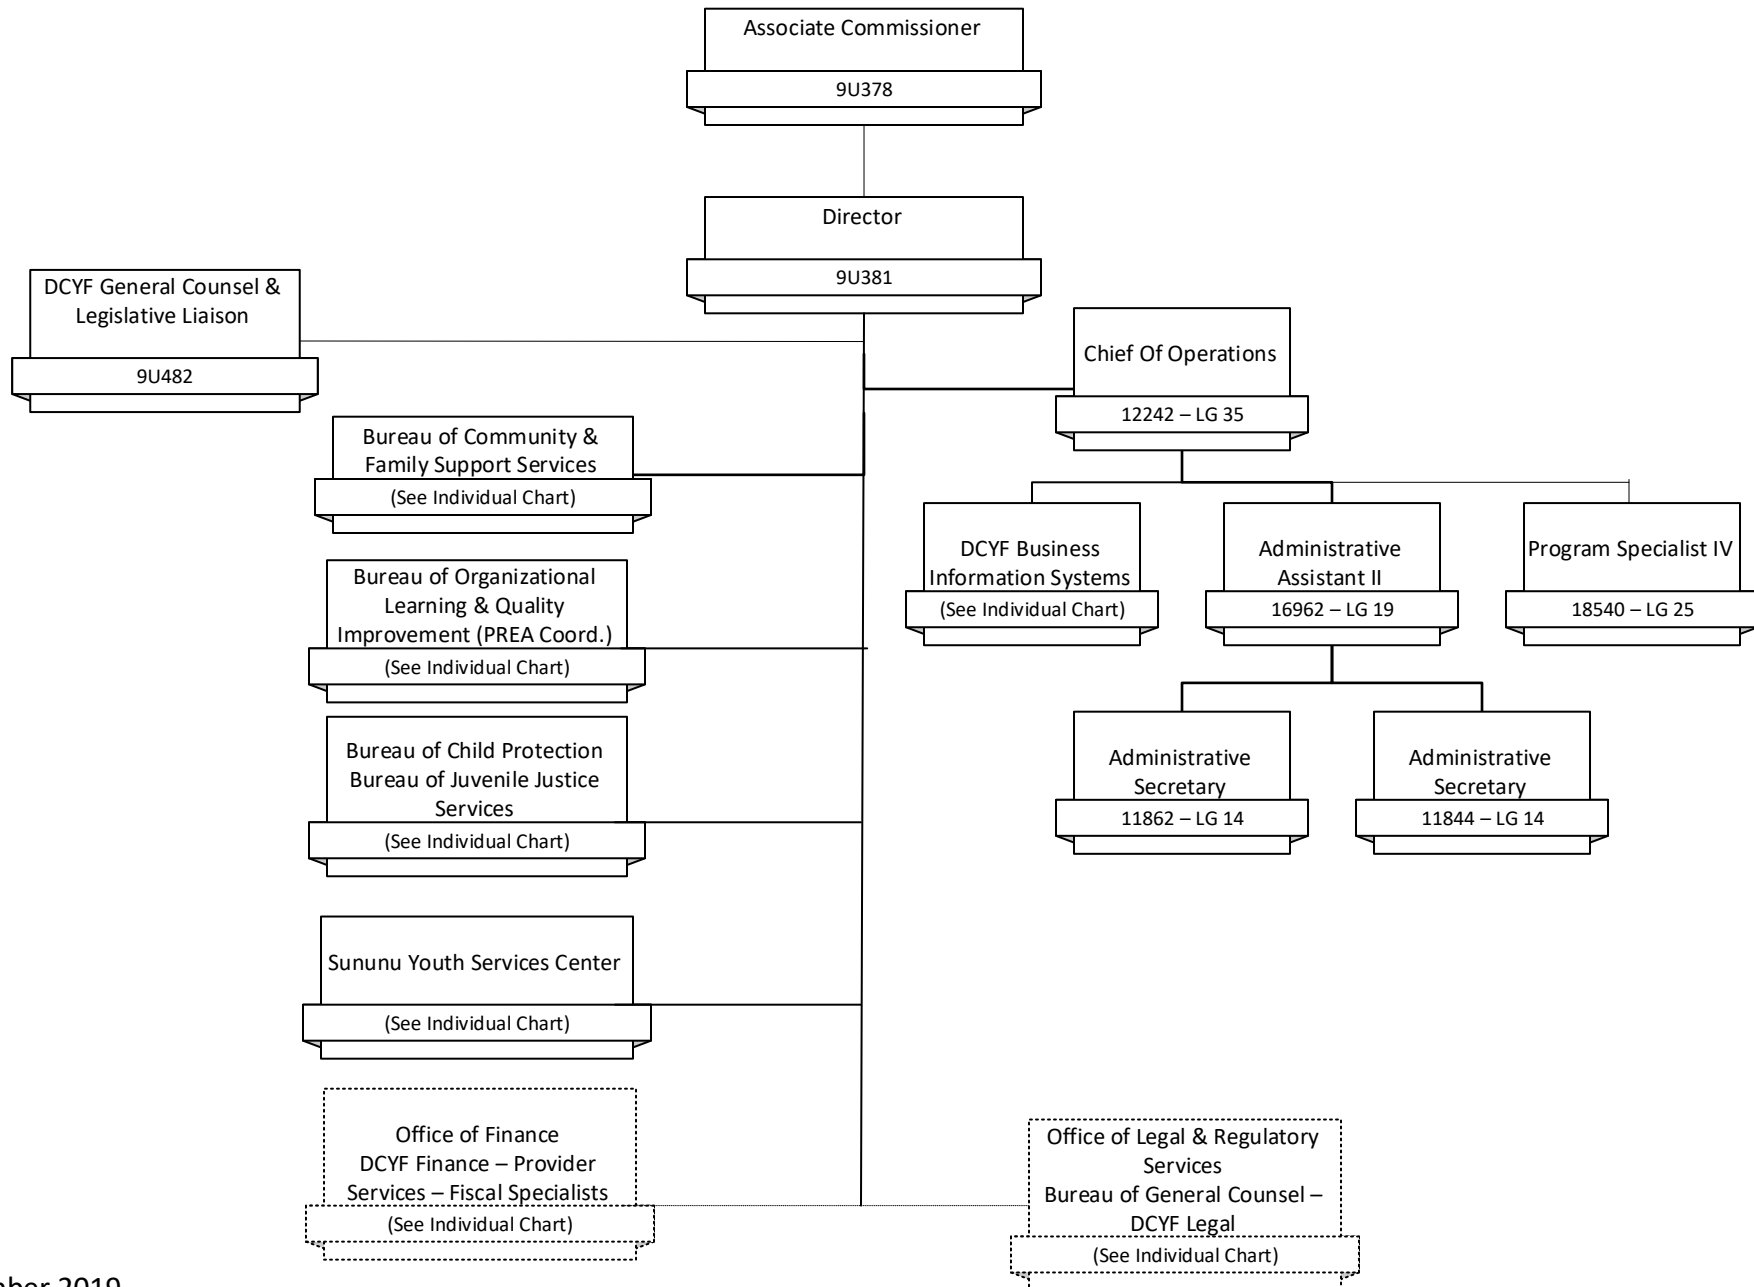 Associate Commissioner
9U378
Director
9U381
DCYF General Counsel &
Legislative Liaison
9U482
Chief Of Operations
12242 – LG 35
Bureau of Community &
Family Support Services
(See Individual Chart)
DCYF Business
Information Systems
(See Individual Chart)
Administrative
Assistant II
16962 – LG 19
Program Specialist IV
18540 – LG 25
Bureau of Organizational
Learning & Quality
Improvement (PREA Coord.)
(See Individual Chart)
Administrative
Secretary
11862 – LG 14
Administrative
Secretary
11844 – LG 14
Bureau of Child Protection
Bureau of Juvenile Justice
Services
(See Individual Chart)
Sununu Youth Services Center
(See Individual Chart)
Office of Finance
DCYF Finance – Provider
Services – Fiscal Specialists
(See Individual Chart)
Office of Legal & Regulatory
Services
Bureau of General Counsel –
DCYF Legal
(See Individual Chart)
2019